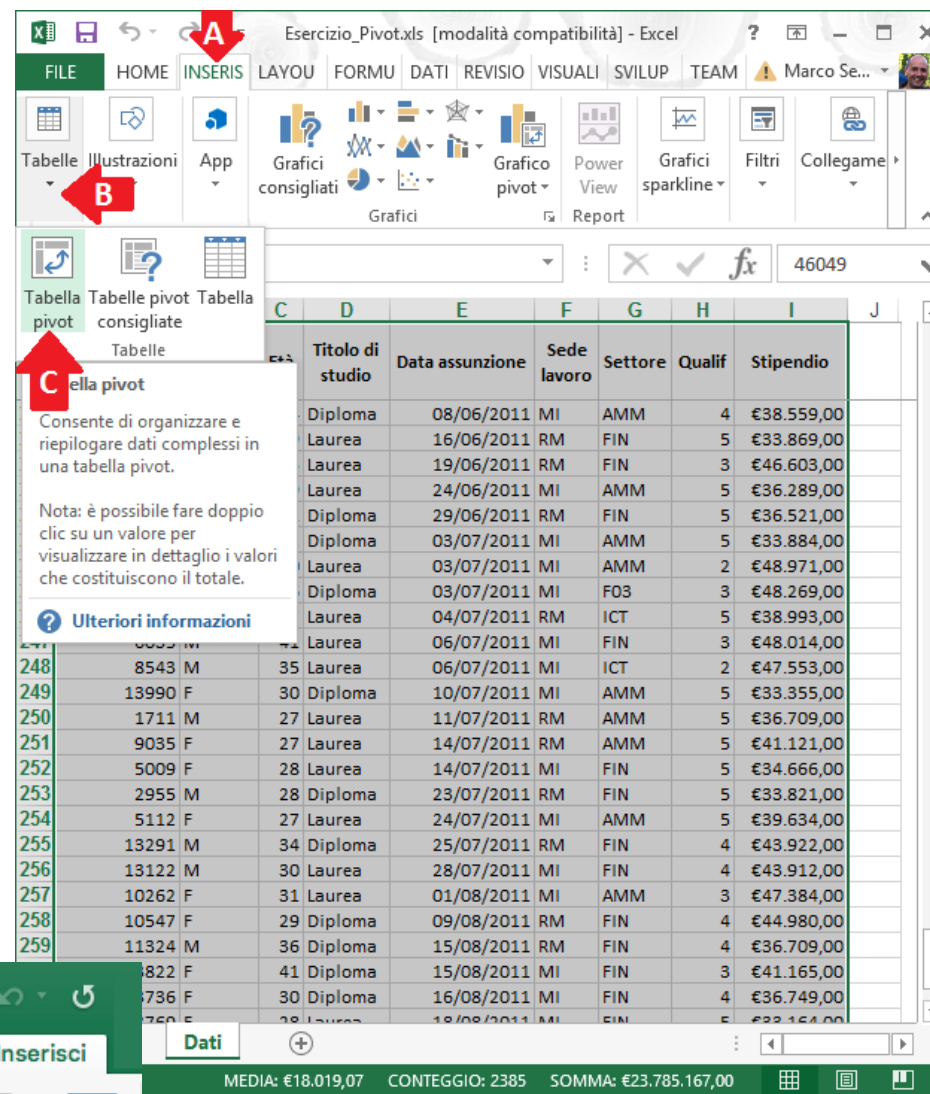 A
Esercizio_Pivot.xls [modalità compatibilità] - Excel
FILE HOME INSERIS LAYOU FORMU DATI REVISIO VISUALI SVILUP TEAM Marco Se...
Tabelle Illustrazioni App Grafici consigliati Grafico pivot Power View Grafici sparkline Filtri Collegame
B
Grafici Report
Tabella pivot Tabelle pivot consigliate Tabella
Tabelle
fx 46049
C D E F G H I J
Età Titolo di studio Data assunzione Sede lavoro Settore Qualif Stipendio
C
ella pivot
Consente di organizzare e
riepilogare dati complessi in
una tabella pivot.
Nota: è possibile fare doppio
clic su un valore per
visualizzare in dettaglio i valori
che costituiscono il totale.
Ulteriori informazioni
Diploma 08/06/2011 MI AMM 4 €38.559,00
Laurea 16/06/2011 RM FIN 5 €33.869,00
Laurea 19/06/2011 RM FIN 3 €46.603,00
Laurea 24/06/2011 MI AMM 5 €36.289,00
Diploma 29/06/2011 RM FIN 5 €36.521,00
Diploma 03/07/2011 MI AMM 5 €33.884,00
Laurea 03/07/2011 MI AMM 2 €48.971,00
Diploma 03/07/2011 MI F03 3 €48.269,00
Laurea 04/07/2011 RM ICT 5 €38.993,00
Laurea 06/07/2011 MI FIN 3 €48.014,00
248 8543 M 35 Laurea 06/07/2011 MI ICT 2 €47.553,00
249 13990 F 30 Diploma 10/07/2011 MI AMM 5 €33.355,00
250 1711 M 27 Laurea 11/07/2011 RM AMM 5 €36.709,00
251 9035 F 27 Laurea 14/07/2011 RM AMM 5 €41.121,00
252 5009 F 28 Laurea 14/07/2011 MI FIN 5 €34.666,00
253 2955 M 28 Diploma 23/07/2011 RM FIN 5 €33.821,00
254 5112 F 27 Laurea 24/07/2011 MI AMM 5 €39.634,00
255 13291 M 34 Diploma 25/07/2011 RM FIN 4 €43.922,00
256 13122 M 30 Laurea 28/07/2011 MI FIN 4 €43.912,00
257 10262 F 31 Laurea 01/08/2011 MI AMM 3 €47.384,00
258 10547 F 29 Diploma 09/08/2011 RM FIN 4 €44.980,00
259 11324 M 36 Diploma 15/08/2011 RM FIN 4 €36.709,00
822 F 41 Diploma 15/08/2011 MI FIN 3 €41.165,00
736 F 30 Diploma 16/08/2011 MI FIN 4 €36.749,00
Inserisci
Dati
MEDIA: €18.019,07 CONTEGGIO: 2385 SOMMA: €23.785.167,00